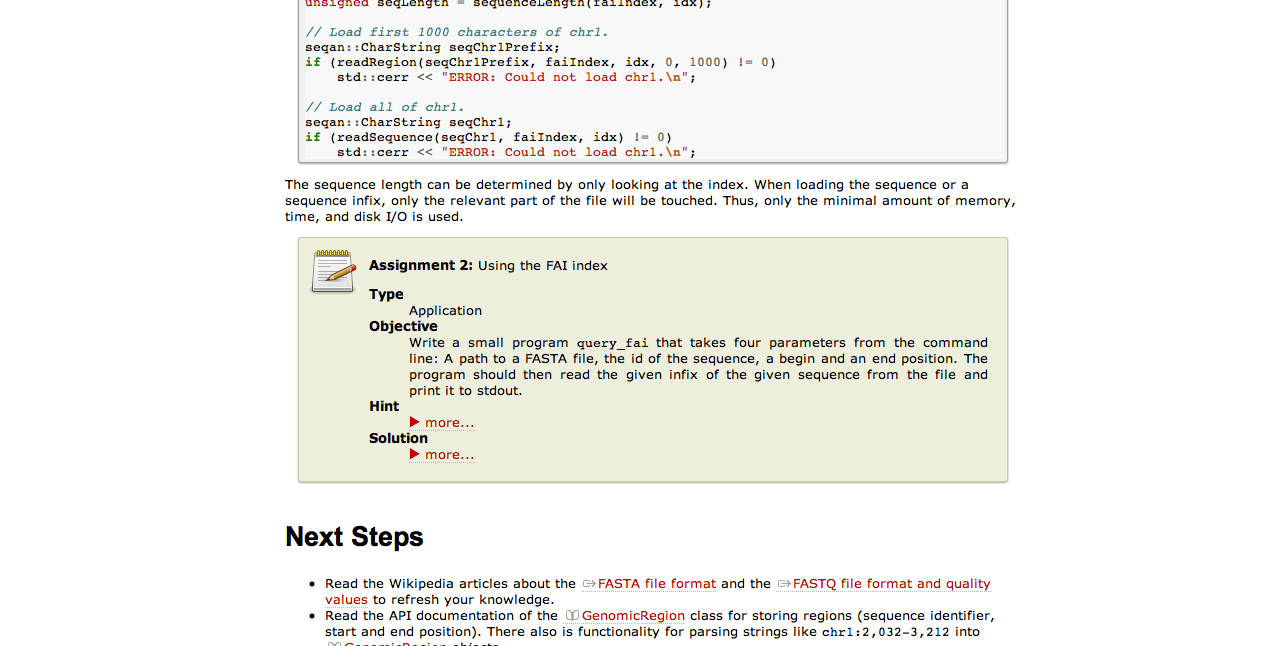 unsigned seqLength = sequenceLength(faiIndex, idx);
// Load first 1000 characters of chr1.
seqan::CharString seqChr1Prefix;
if (readRegion(seqChr1Prefix, faiIndex, idx, 0, 1000) != 0)
    std::cerr << "ERROR: Could not load chr1.\n";
// Load all of chr1.
seqan::CharString seqChr1;
if (readSequence(seqChr1, faiIndex, idx) != 0)
    std::cerr << "ERROR: Could not load chr1.\n";
The sequence length can be determined by only looking at the index. When loading the sequence or a
sequence infix, only the relevant part of the file will be touched. Thus, only the minimal amount of memory,
time, and disk I/O is used.
Assignment 2: Using the FAI index
Type
Application
Objective
Write a small program query_fai that takes four parameters from the command
line: A path to a FASTA file, the id of the sequence, a begin and an end position. The
program should then read the given infix of the given sequence from the file and
print it to stdout.
Hint
more...
Solution
more...
Next Steps
• Read the Wikipedia articles about the FASTA file format and the FASTQ file format and quality
values to refresh your knowledge.
• Read the API documentation of the GenomicRegion class for storing regions (sequence identifier,
start and end position). There also is functionality for parsing strings like chr1:2,032-3,212 into
GenomicRegion objects.